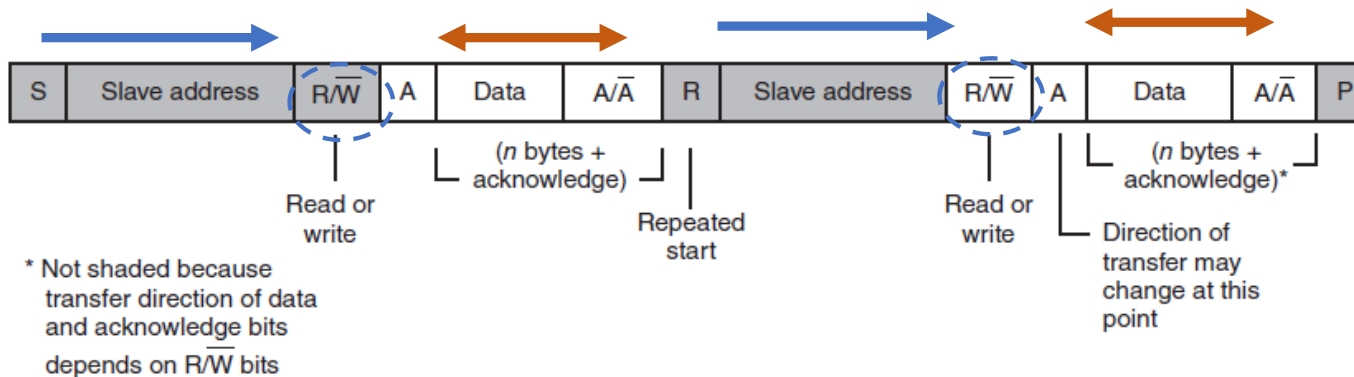 S Slave address R/W̅ A Data A/A̅ R Slave address R/W̅ A Data A/A̅ P
(n bytes +
acknowledge)
(n bytes +
acknowledge)*
Read or
write
Repeated
start
Read or
write
Direction of
transfer may
change at this
point
* Not shaded because
transfer direction of data
and acknowledge bits
depends on R/W̅ bits